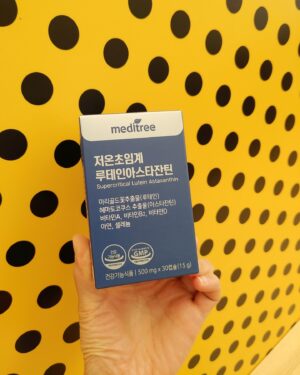 meditree
저온초임계
루테인아스타잔틴
Supercritical Lutein Astaxanthin
마리골드꽃추출물(루테인)
헤마토코쿠스 추출물(아스타잔틴)
비타민A, 비타민B2, 비타민D
아연, 셀레늄
GMP
건강기능식품 | 500 mg x 30캡슐(15 g)